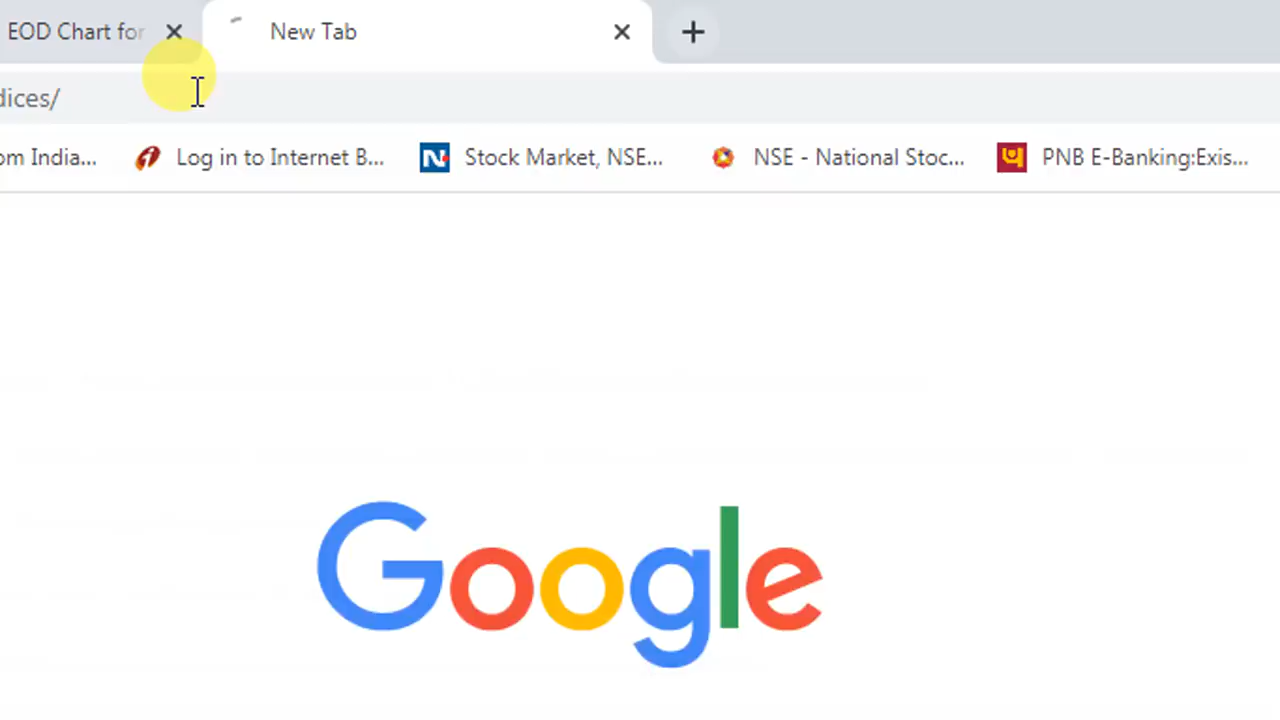 EOD Chart for
New Tab
dices/
om India...
Log in to Internet B...
Stock Market, NSE...
NSE - National Stoc...
PNB E-Banking:Exis...
Google